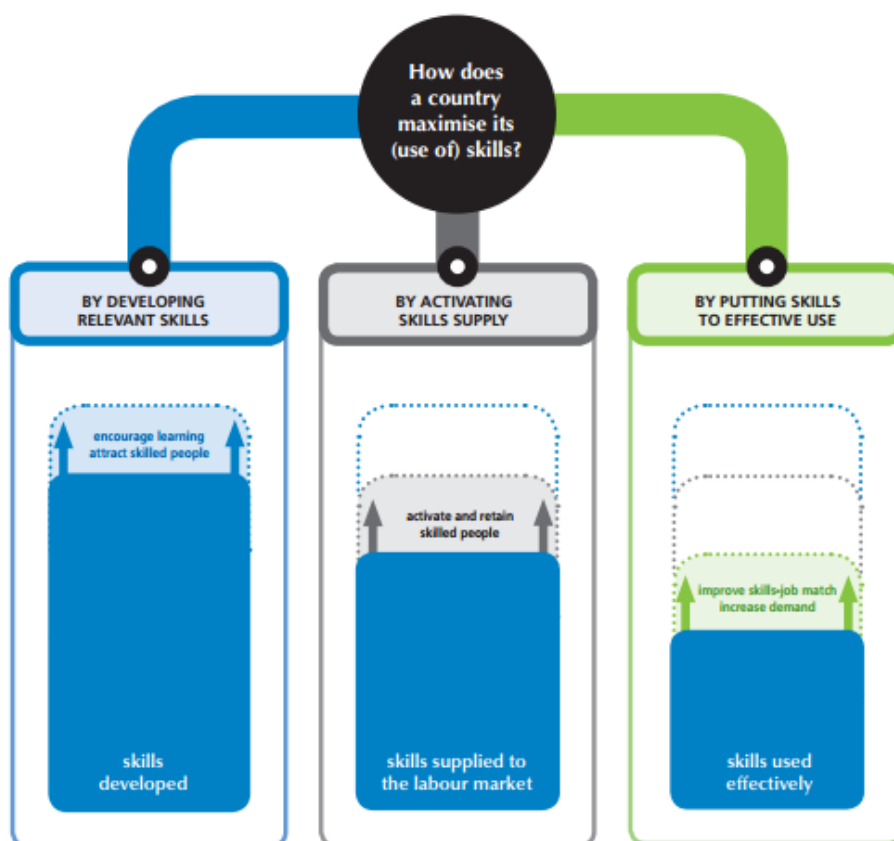 How does
a country
maximise its
(use of) skills?
BY DEVELOPING
RELEVANT SKILLS
BY ACTIVATING
SKILLS SUPPLY
BY PUTTING SKILLS
TO EFFECTIVE USE
encourage learning
attract skilled people
activate and retain
skilled people
improve skills-job match
increase demand
skills
developed
skills supplied to
the labour market
skills used
effectively